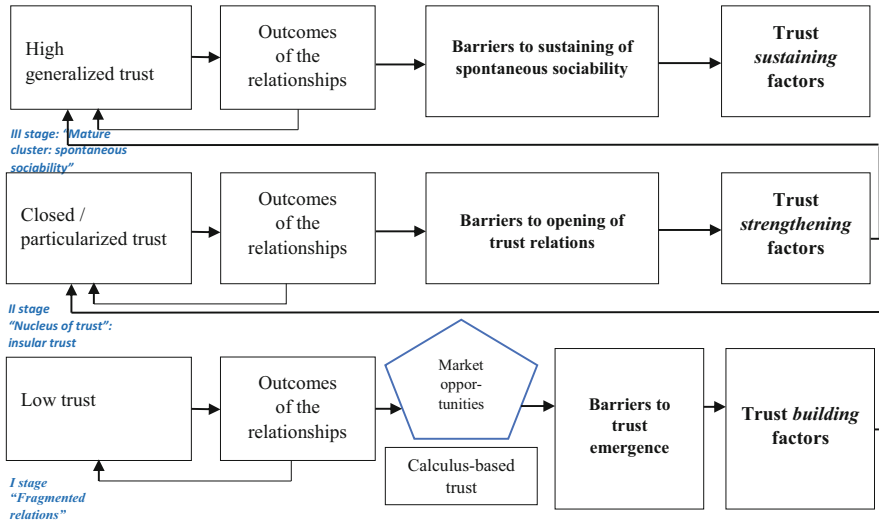 High
generalized trust
Outcomes
of the
relationships
Barriers to sustaining of
spontaneous sociability
Trust
sustaining
factors
III stage: “Mature
cluster: spontaneous
sociability”
Closed /
particularized trust
Outcomes
of the
relationships
Barriers to opening of
trust relations
Trust
strengthening
factors
II stage
“Nucleus of trust”:
insular trust
Low trust
Outcomes
of the
relationships
Market
oppor-
tunities
Calculus-based
trust
Barriers to
trust
emergence
Trust building
factors
I stage
“Fragmented
relations”